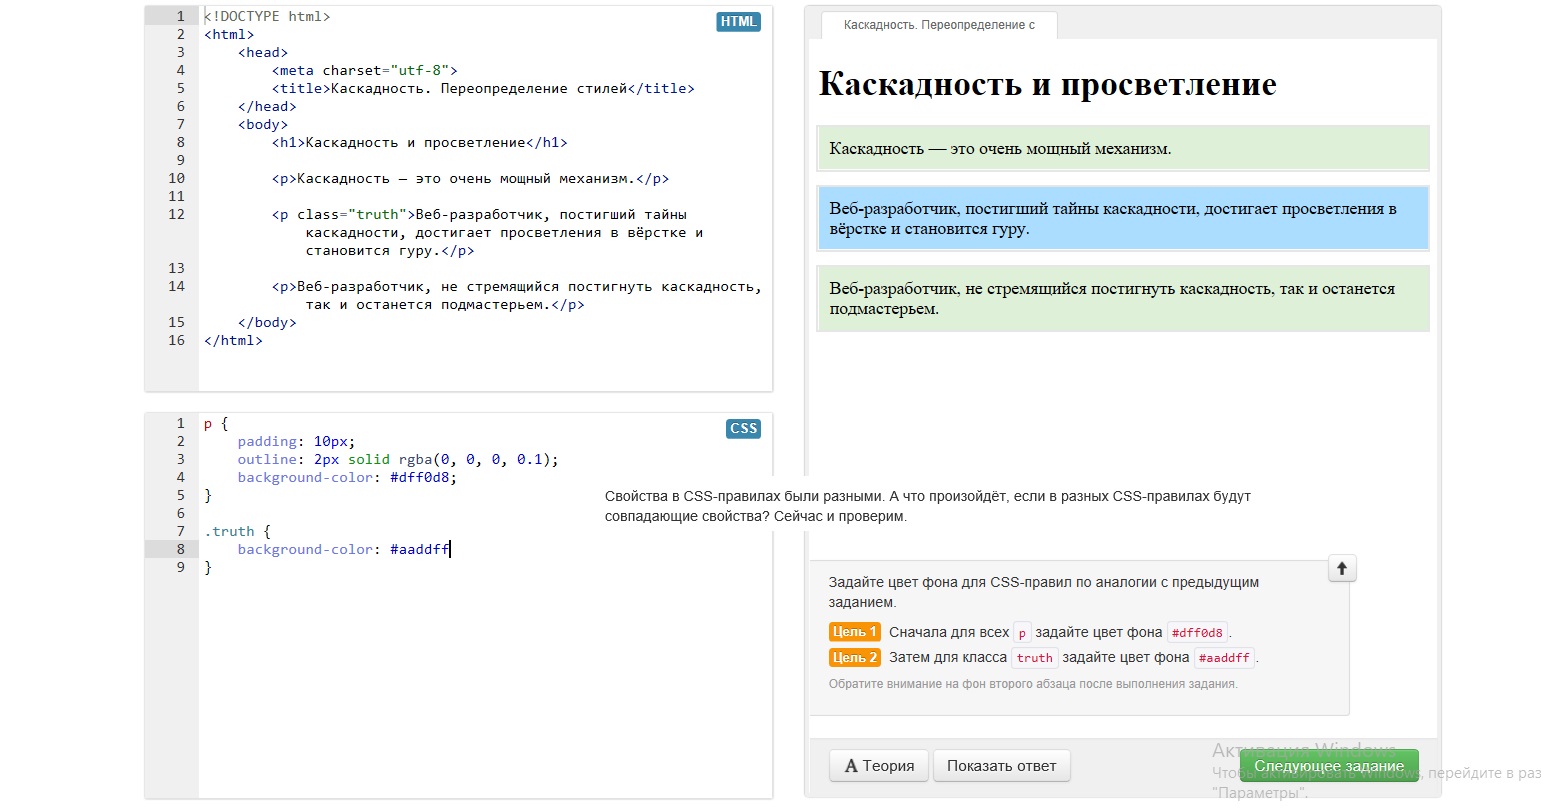 1 <!DOCTYPE html>
HTML
2 <html>
3 <head>
4 <meta charset="utf-8">
5 <title>Каскадность. Переопределение стилей</title>
6 </head>
7 <body>
8 <h1>Каскадность и просветление</h1>
9
10 <p>Каскадность — это очень мощный механизм.</p>
11
12 <p class="truth">Веб-разработчик, постигший тайны
каскадности, достигает просветления в вёрстке и
становится гуру.</p>
13
14 <p>Веб-разработчик, не стремящийся постигнуть каскадность,
так и останется подмастерьем.</p>
15 </body>
16 </html>
1 p {
CSS
2 padding: 10px;
3 outline: 2px solid rgba(0, 0, 0, 0.1);
4 background-color: #dff0d8;
5 }
6
7 .truth {
8 background-color: #aaddff
9 }
Каскадность. Переопределение с
Каскадность и просветление
Каскадность — это очень мощный механизм.
Веб-разработчик, постигший тайны каскадности, достигает просветления в
вёрстке и становится гуру.
Веб-разработчик, не стремящийся постигнуть каскадность, так и останется
подмастерьем.
Свойства в CSS-правилах были разными. А что произойдёт, если в разных CSS-правилах будут
совпадающие свойства? Сейчас и проверим.
Задайте цвет фона для CSS-правил по аналогии с предыдущим
заданием.
Цель 1 Сначала для всех p задайте цвет фона #dff0d8.
Цель 2 Затем для класса truth задайте цвет фона #aaddff.
Обратите внимание на фон второго абзаца после выполнения задания.
А Теория
Показать ответ
Следующее задание
Активация Windows
Чтобы активировать Windows, перейдите в раз
"Параметры".